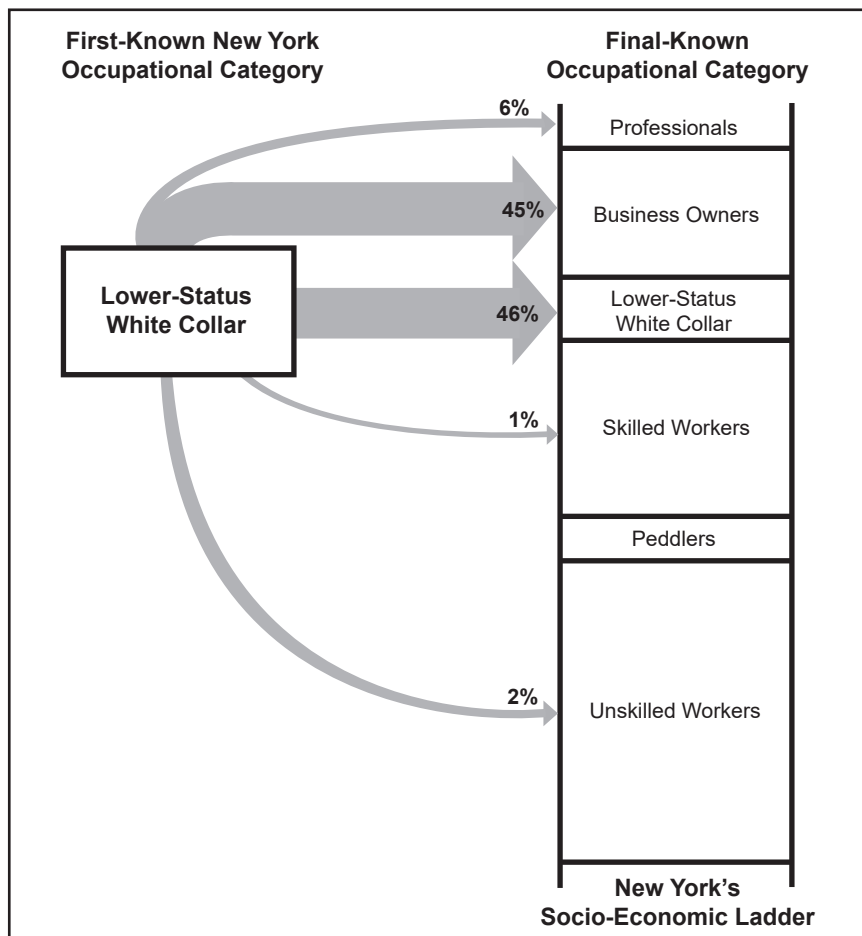 First-Known New York
Occupational Category
Final-Known
Occupational Category
6%
Professionals
45%
Business Owners
Lower-Status
White Collar
46%
Lower-Status
White Collar
1%
Skilled Workers
Peddlers
2%
Unskilled Workers
New York's
Socio-Economic Ladder